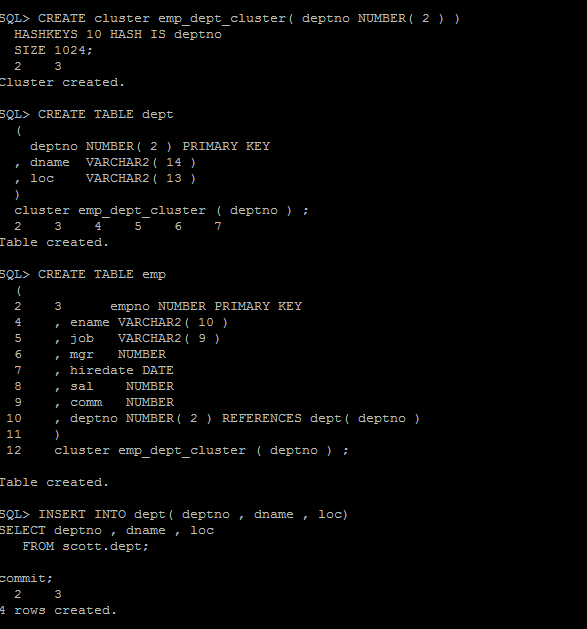 SQL> CREATE cluster emp_dept_cluster( deptno NUMBER( 2 ) )
HASHKEYS 10 HASH IS deptno
SIZE 1024;
2    3
Cluster created.
SQL> CREATE TABLE dept
(
deptno NUMBER( 2 ) PRIMARY KEY
, dname  VARCHAR2( 14 )
, loc    VARCHAR2( 13 )
)
cluster emp_dept_cluster ( deptno ) ;
2    3    4    5    6    7
Table created.
SQL> CREATE TABLE emp
(
2    3      empno NUMBER PRIMARY KEY
4    , ename VARCHAR2( 10 )
5    , job   VARCHAR2( 9 )
6    , mgr   NUMBER
7    , hiredate DATE
8    , sal    NUMBER
9    , comm   NUMBER
10    , deptno NUMBER( 2 ) REFERENCES dept( deptno )
11    )
12    cluster emp_dept_cluster ( deptno ) ;
Table created.
SQL> INSERT INTO dept( deptno , dname , loc)
SELECT deptno , dname , loc
FROM scott.dept;
commit;
2    3
4 rows created.